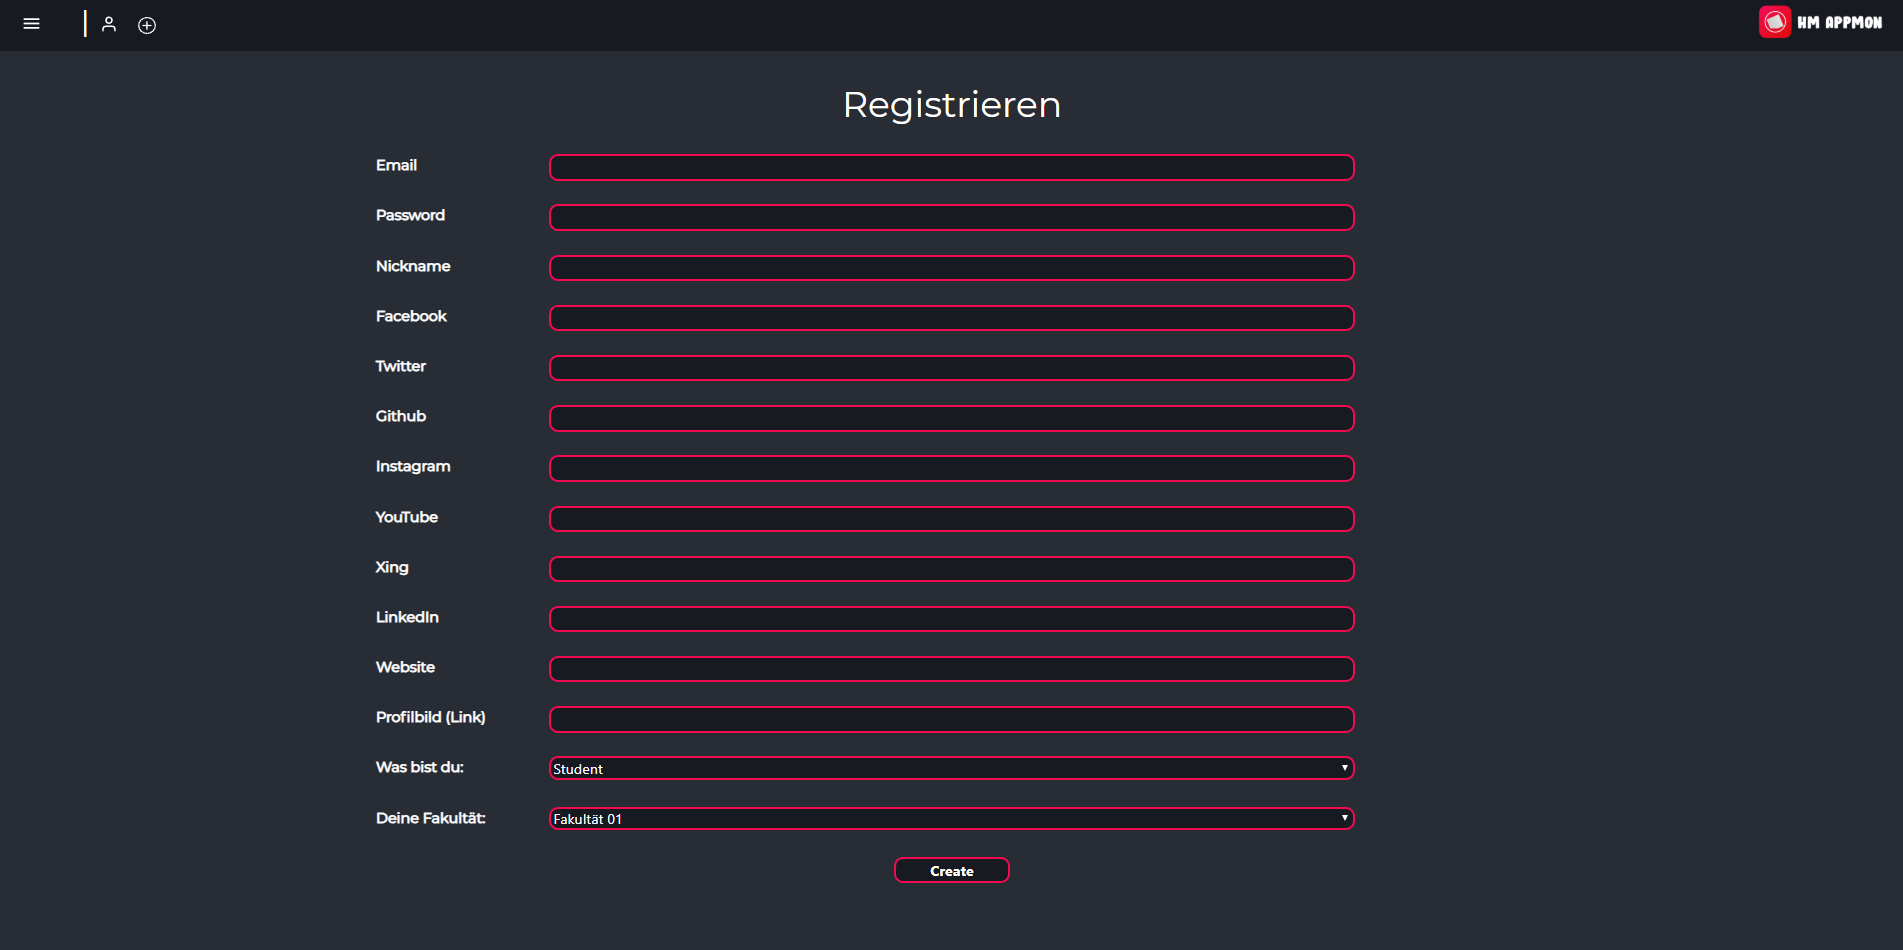 HM APPMON
Registrieren
Email
Password
Nickname
Facebook
Twitter
Github
Instagram
YouTube
Xing
LinkedIn
Website
Profilbild (Link)
Was bist du: Student
Deine Fakultät: Fakultät 01
Create